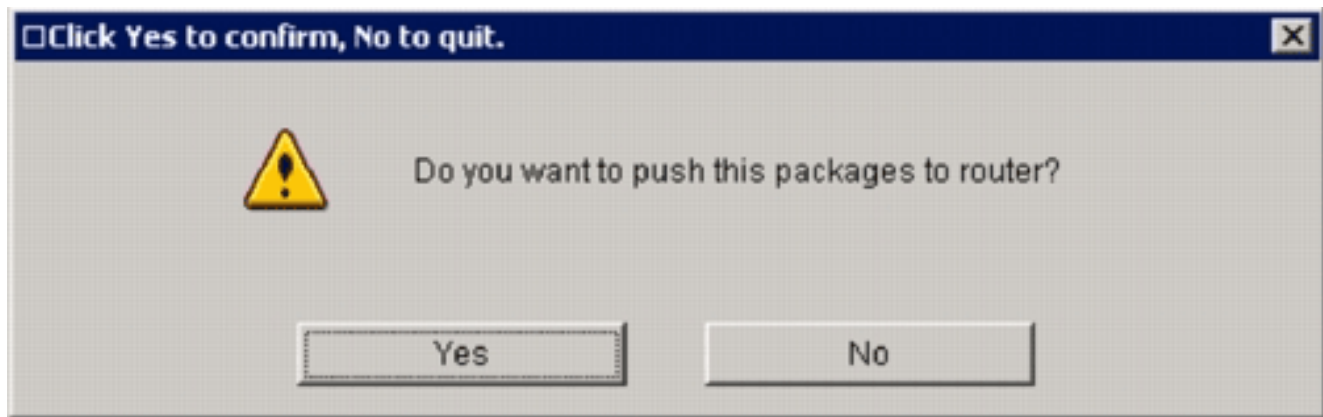 Click Yes to confirm, No to quit.
Do you want to push this packages to router?
Yes
No